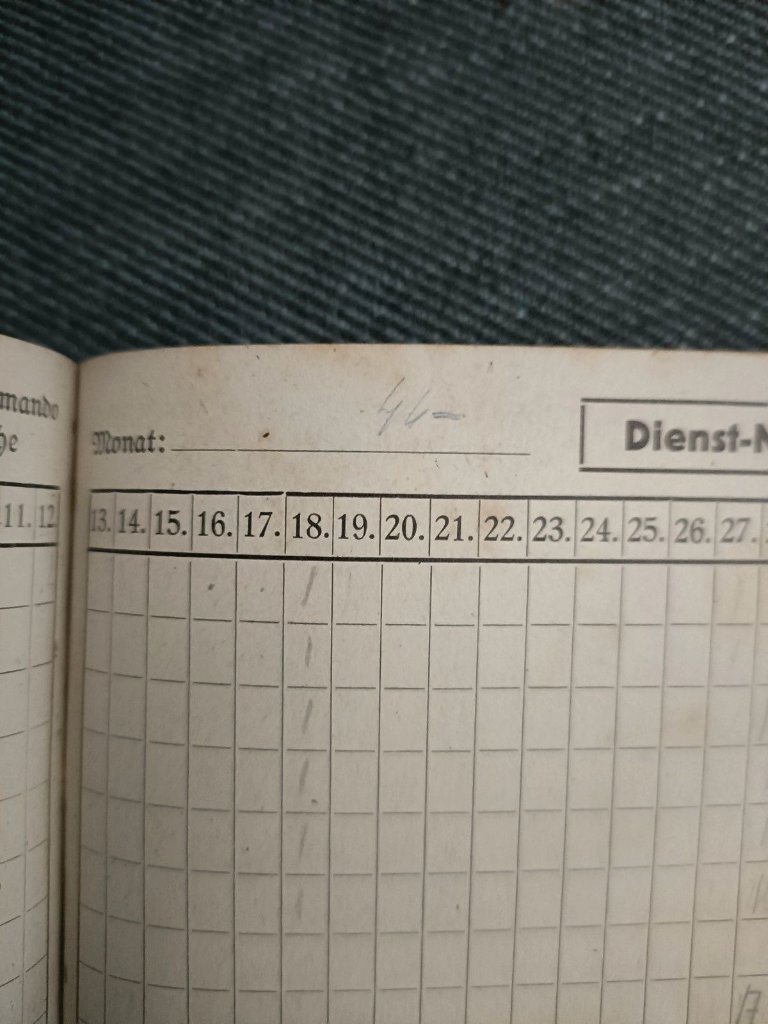 mando
he
44-
Monat:
Dienst-N
11. 12.
13. 14. 15. 16. 17. 18. 19. 20. 21. 22. 23. 24. 25. 26. 27.
/
/
/
/
/
/